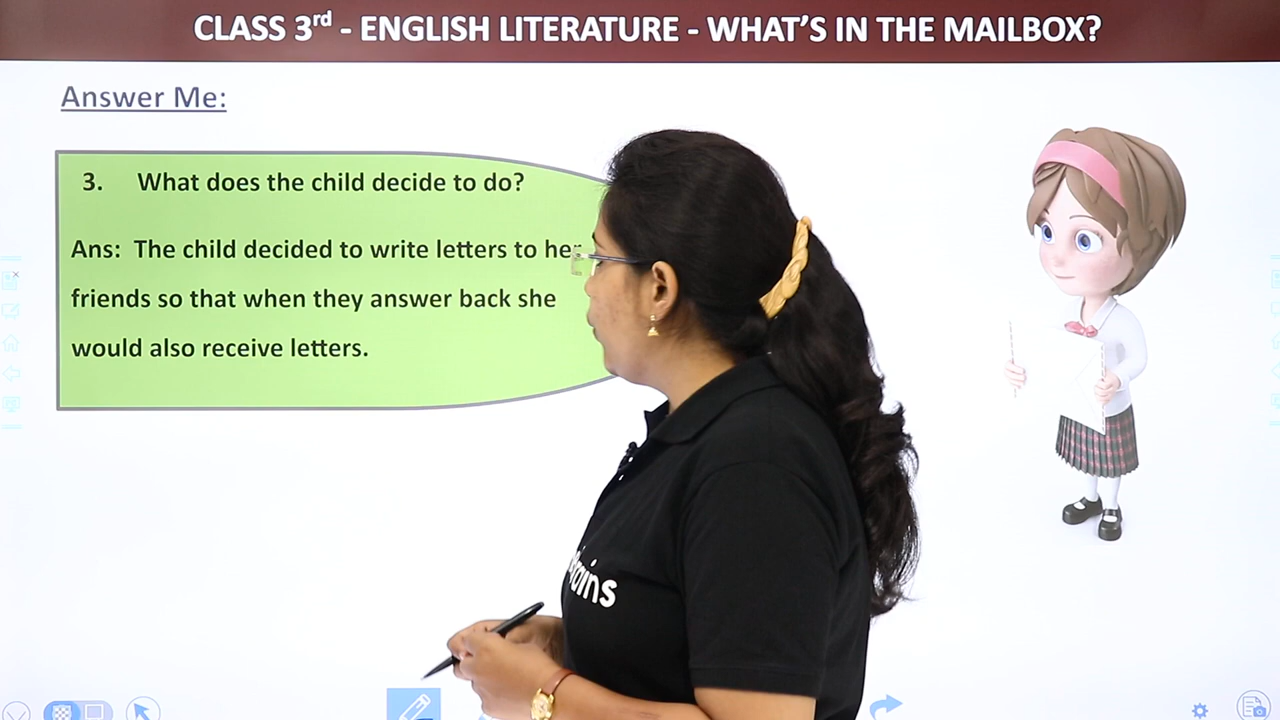 CLASS 3rd - ENGLISH LITERATURE - WHAT'S IN THE MAILBOX?
Answer Me:
3. What does the child decide to do?
Ans: The child decided to write letters to her
friends so that when they answer back she
would also receive letters.